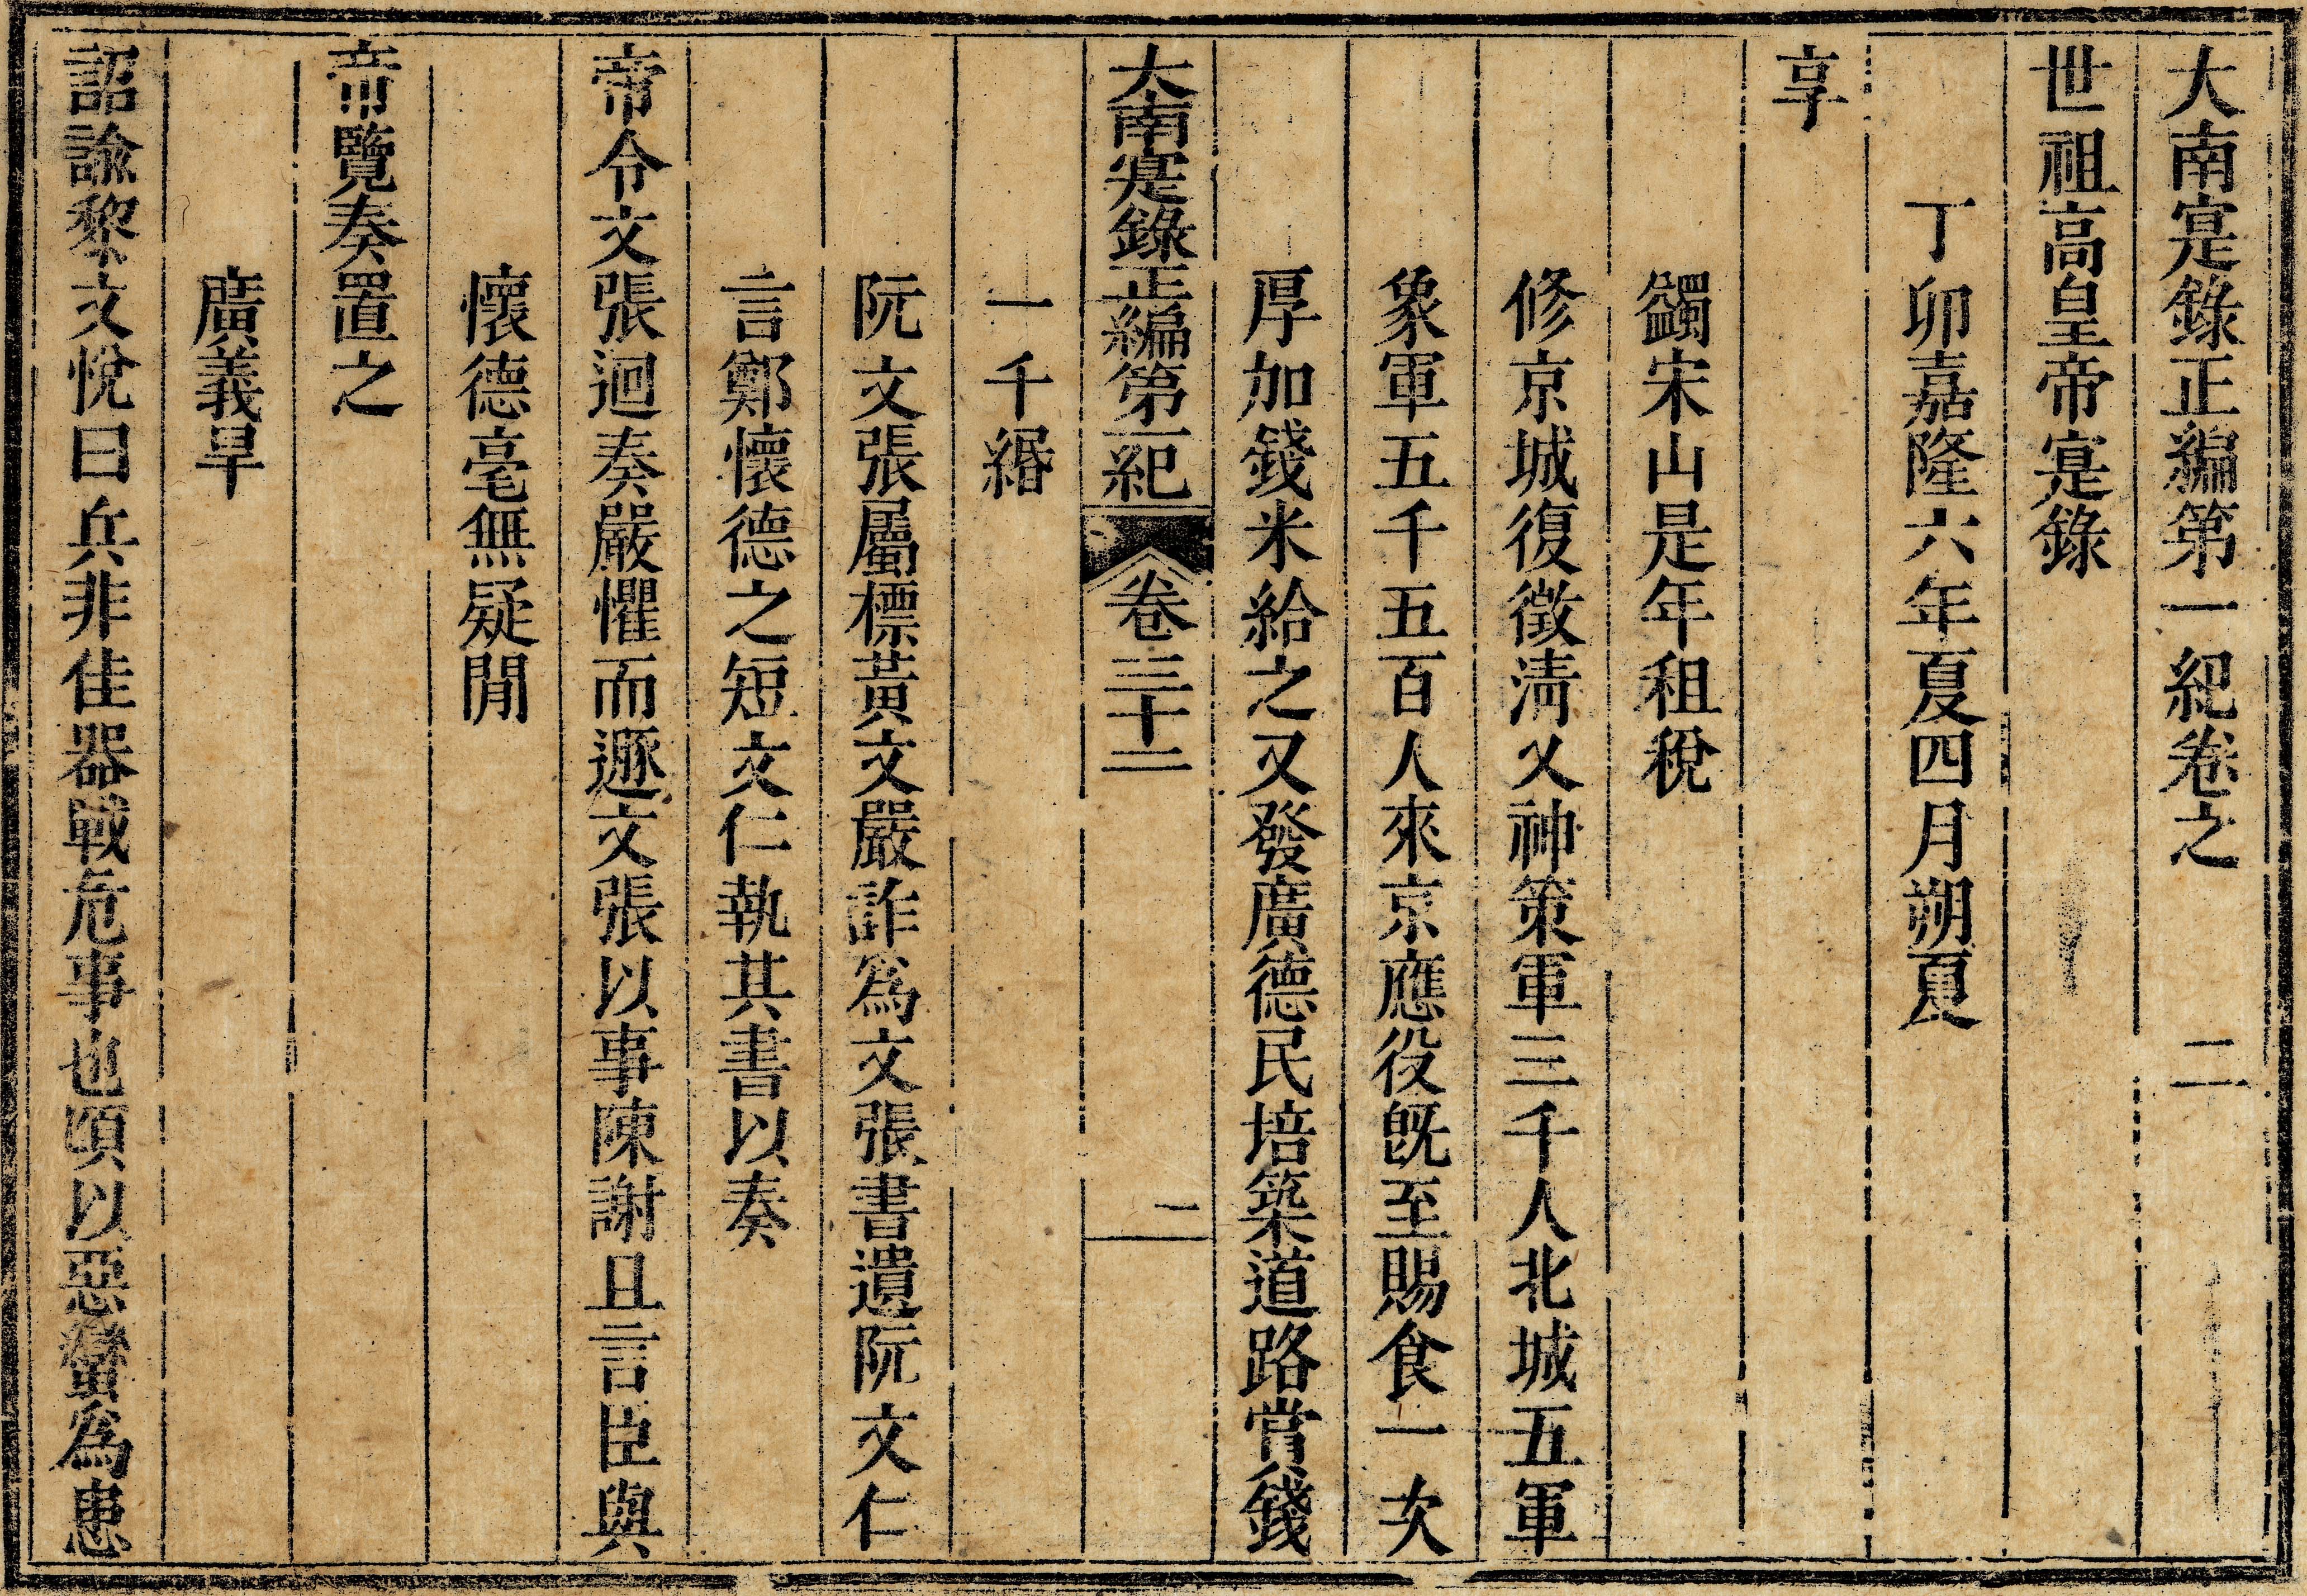 大南寔錄正編第一紀卷之　二
世祖高皇帝寔錄
丁卯嘉隆六年夏四月朔夏
享
蠲宋山是年租稅
修京城復徵淸乂神策軍三千人北城五軍
象軍五千五百人來京應役旣至賜食一次
厚加錢米給之又發廣德民培築道路賞錢
大南寔錄正編第一紀 卷三十二 一
一千緡
阮文張屬標黃文嚴詐爲文張書遺阮文仁
言鄭懷德之短文仁執其書以奏
帝令文張迴奏嚴懼而遯文張以事陳謝且言臣與
懷德毫無疑閒
帝覽奏置之
廣義旱
詔諭黎文悅曰兵非佳器戰危事也頃以惡蠻爲患